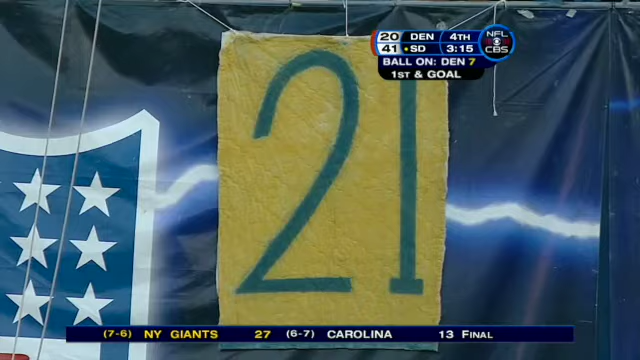 21
20 DEN 4TH
41 SD 3:15
NFL
CBS
BALL ON: DEN 7
1ST & GOAL
(7-6) NY GIANTS 27 (6-7) CAROLINA 13 FINAL